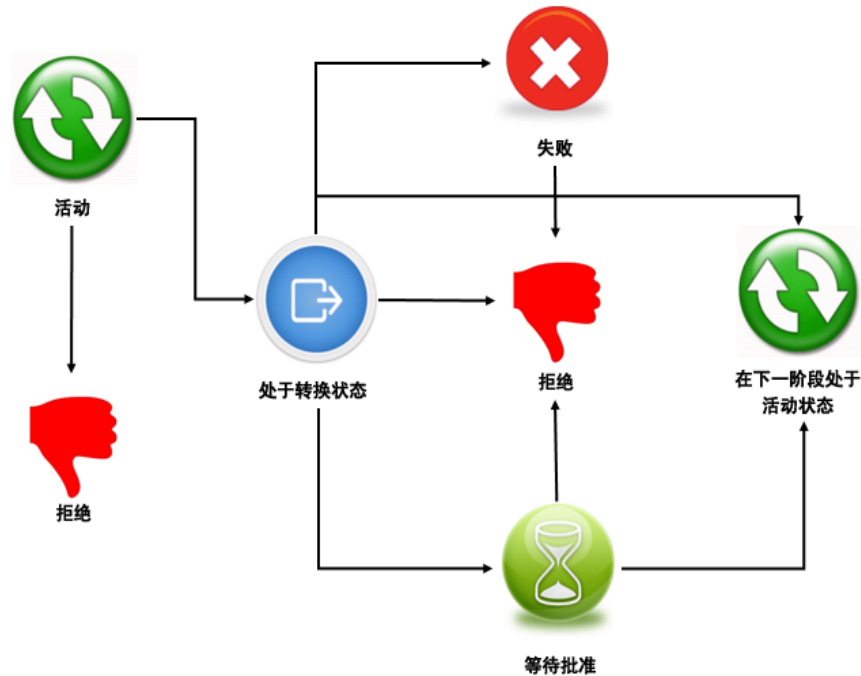 失败
活动
处于转换状态
拒绝
在下一阶段处于
活动状态
拒绝
等待批准